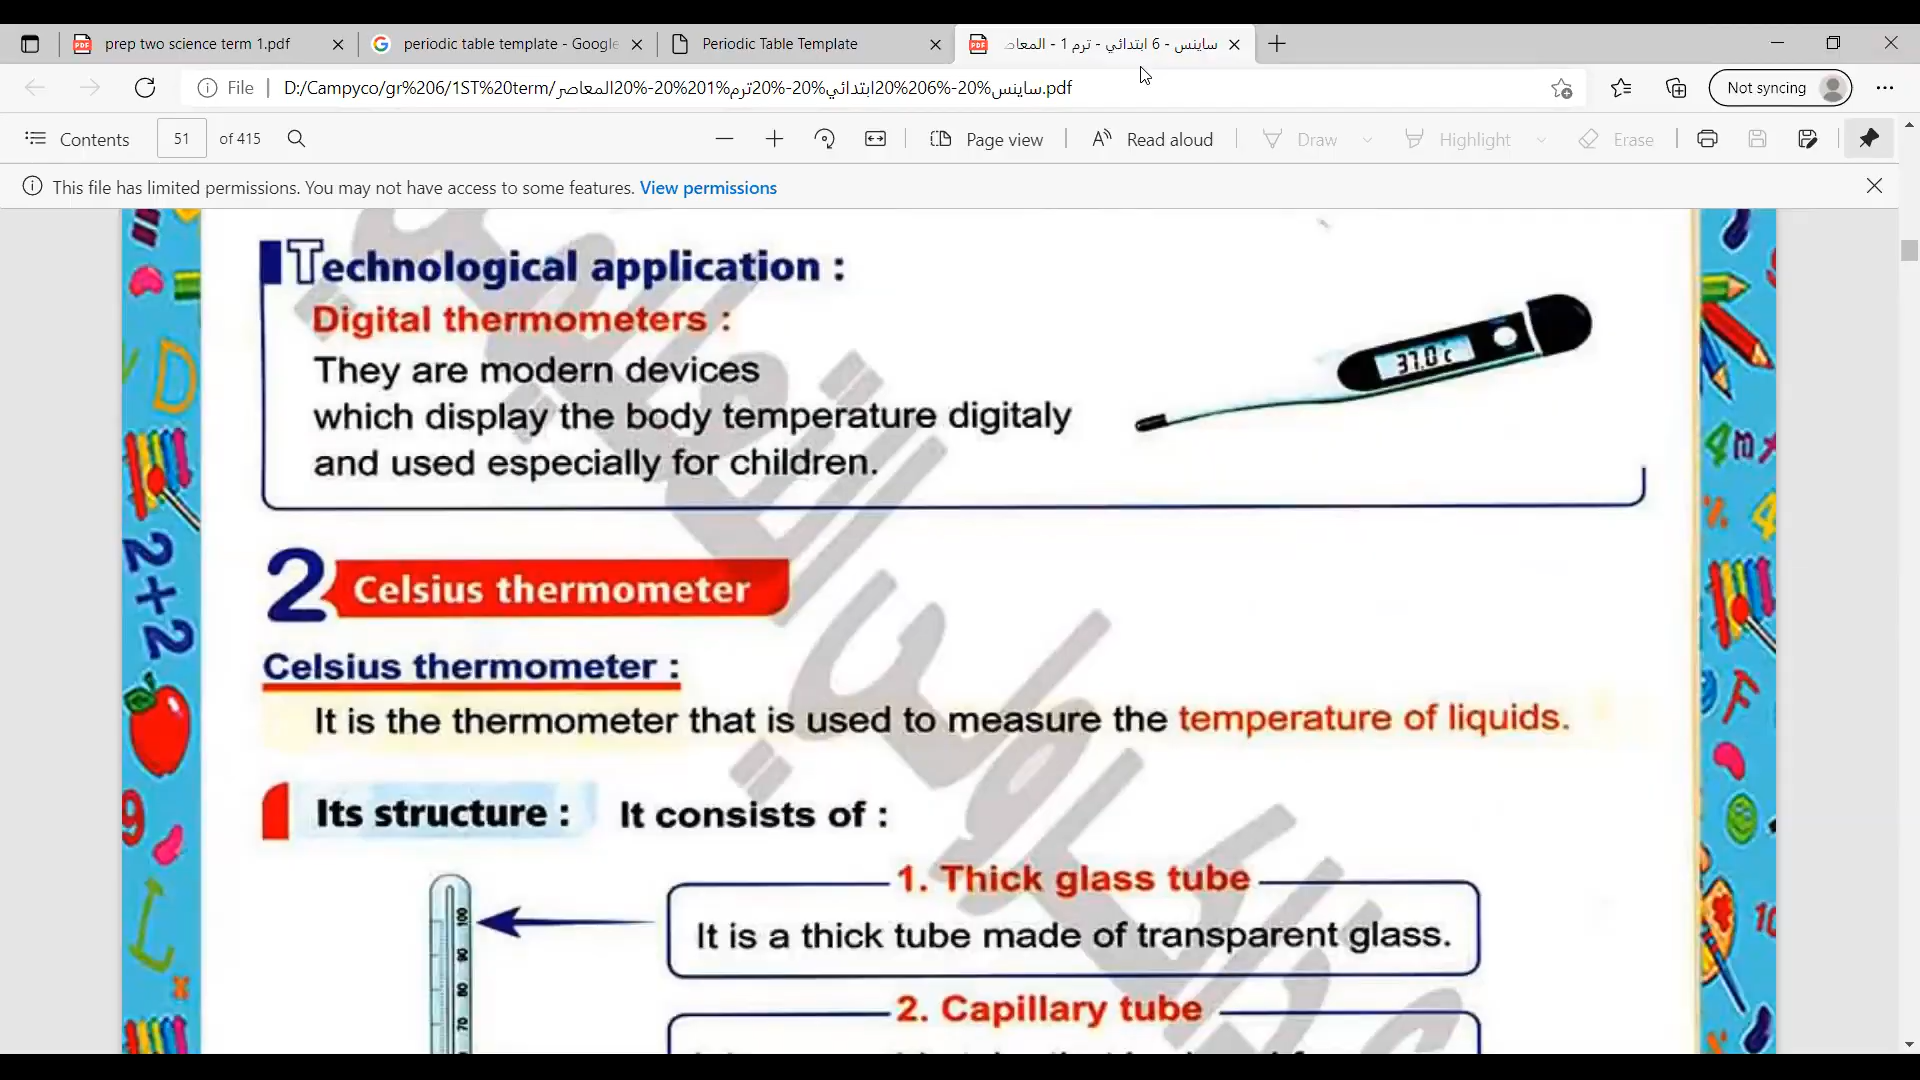 prep two science term 1.pdf
periodic table template - Google
Periodic Table Template
ساينس - 6 ابتدائي - ترم 1 - المعاصر
File
D:/Campyco/gr%206/1ST%20term/ساينس%20-%206%20ابتدائي%20-%20ترم%201%20-%20المعاصر.pdf
Not syncing
Contents
51
of 415
Page view
Read aloud
Draw
Highlight
Erase
This file has limited permissions. You may not have access to some features. View permissions
Technological application :
Digital thermometers :
They are modern devices
which display the body temperature digitaly
and used especially for children.
37.0°c
2 Celsius thermometer
Celsius thermometer :
It is the thermometer that is used to measure the temperature of liquids.
Its structure : It consists of :
1. Thick glass tube
It is a thick tube made of transparent glass.
2. Capillary tube
100
90
80
70